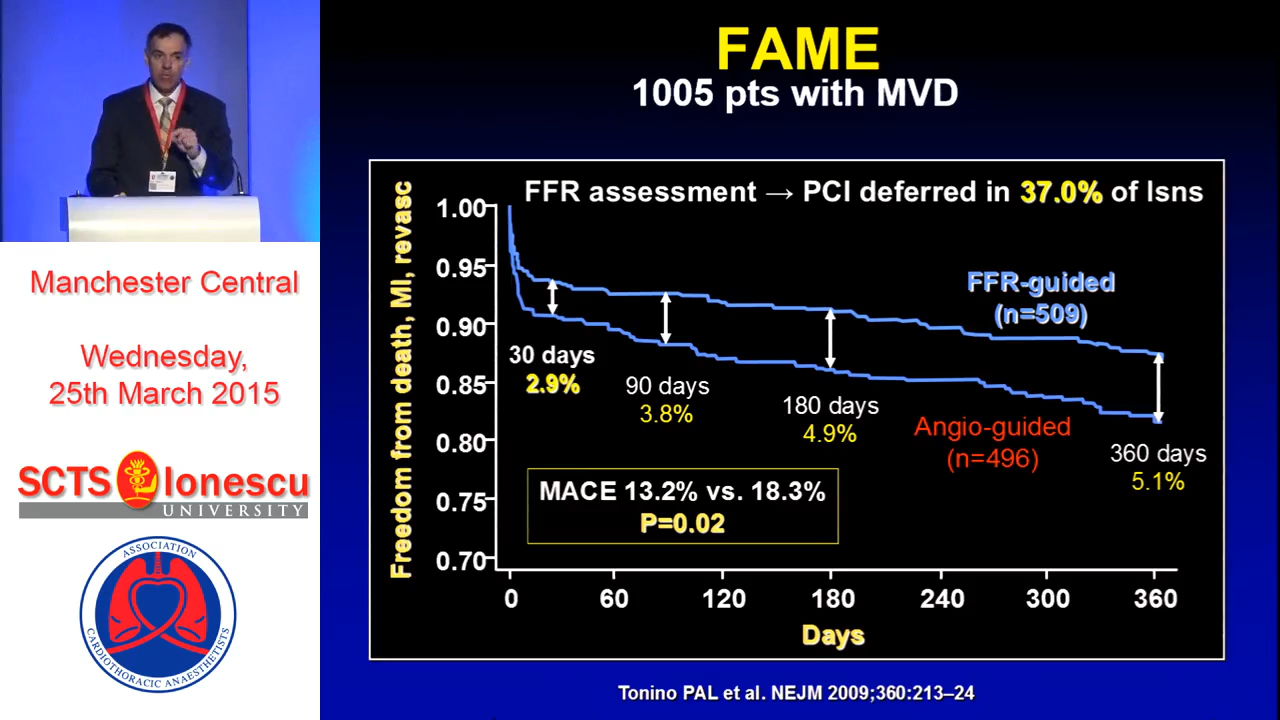 FAME
1005 pts with MVD
FFR assessment → PCI deferred in 37.0% of lsns
Freedom from death, MI, revasc
1.00
0.95
0.90
0.85
0.80
0.75
0.70
FFR-guided
(n=509)
30 days
2.9%
90 days
3.8%
180 days
4.9%
Angio-guided
(n=496)
360 days
5.1%
MACE 13.2% vs. 18.3%
P=0.02
0 60 120 180 240 300 360
Days
Tonino PAL et al. NEJM 2009;360:213–24
Manchester Central
Wednesday,
25th March 2015
SCTS Ionescu
UNIVERSITY
ASSOCIATION
CARDIOTHORACIC ANAESTHETISTS